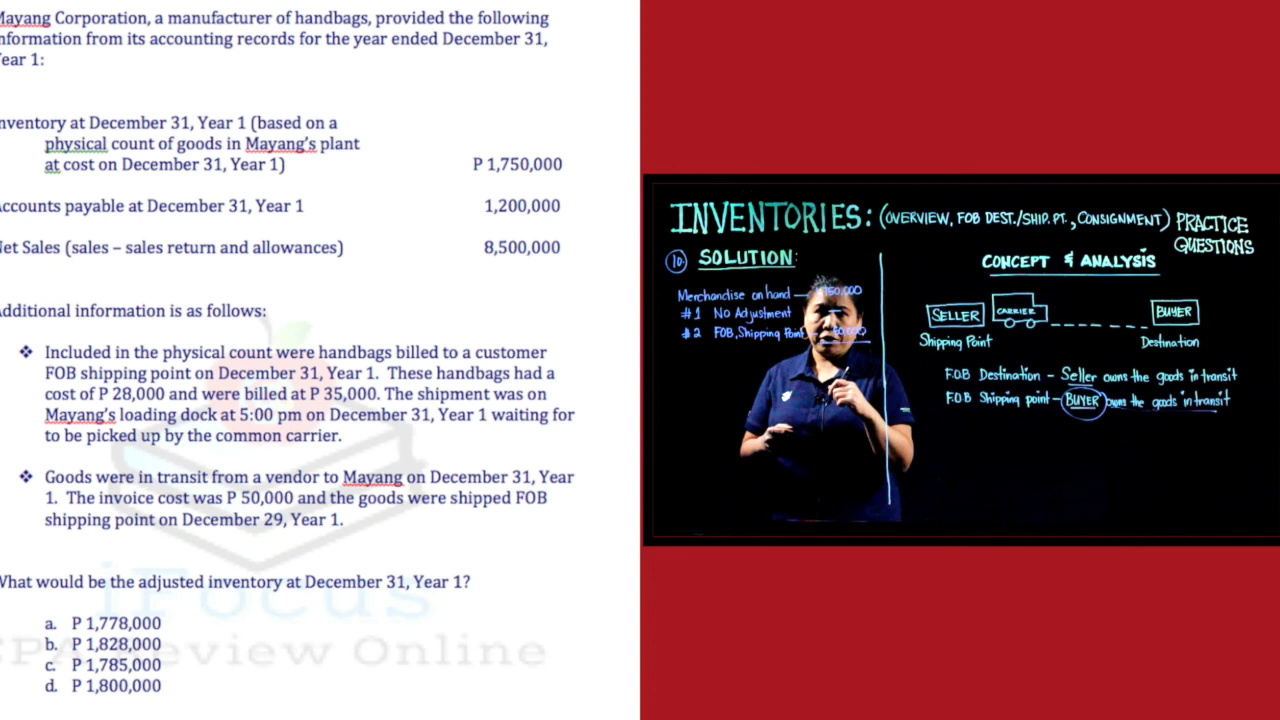 Mayang Corporation, a manufacturer of handbags, provided the following
information from its accounting records for the year ended December 31,
Year 1:
Inventory at December 31, Year 1 (based on a
physical count of goods in Mayang's plant
at cost on December 31, Year 1) P 1,750,000
Accounts payable at December 31, Year 1 1,200,000
Net Sales (sales – sales return and allowances) 8,500,000
Additional information is as follows:
❖ Included in the physical count were handbags billed to a customer
FOB shipping point on December 31, Year 1. These handbags had a
cost of P 28,000 and were billed at P 35,000. The shipment was on
Mayang's loading dock at 5:00 pm on December 31, Year 1 waiting for
to be picked up by the common carrier.
❖ Goods were in transit from a vendor to Mayang on December 31, Year
1. The invoice cost was P 50,000 and the goods were shipped FOB
shipping point on December 29, Year 1.
What would be the adjusted inventory at December 31, Year 1?
a. P 1,778,000
b. P 1,828,000
c. P 1,785,000
d. P 1,800,000
iFocus
CPA Review Online
INVENTORIES: (OVERVIEW, FOB DEST./SHIP. PT., CONSIGNMENT) PRACTICE
QUESTIONS
10. SOLUTION:
Merchandise on hand —
#1 No Adjustment —
#2 FOB, Shipping Point —
CONCEPT & ANALYSIS
SELLER CARRIER BUYER
Shipping Point Destination
F.O.B Destination – Seller owns the goods in transit
F.O.B Shipping point – BUYER owns the goods in transit